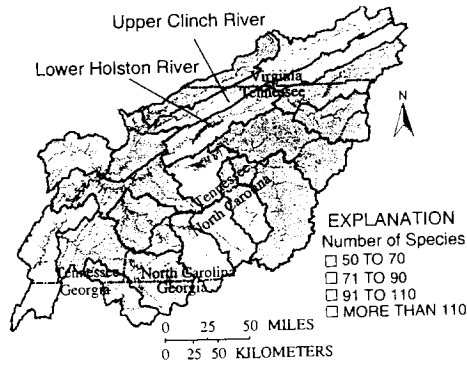 Upper Clinch River
Lower Holston River
Virginia
Tennessee
N
Tennessee
North Carolina
EXPLANATION
Number of Species
50 TO 70
71 TO 90
91 TO 110
MORE THAN 110
Tennessee North Carolina
Georgia Georgia
0 25 50 MILES
0 25 50 KILOMETERS